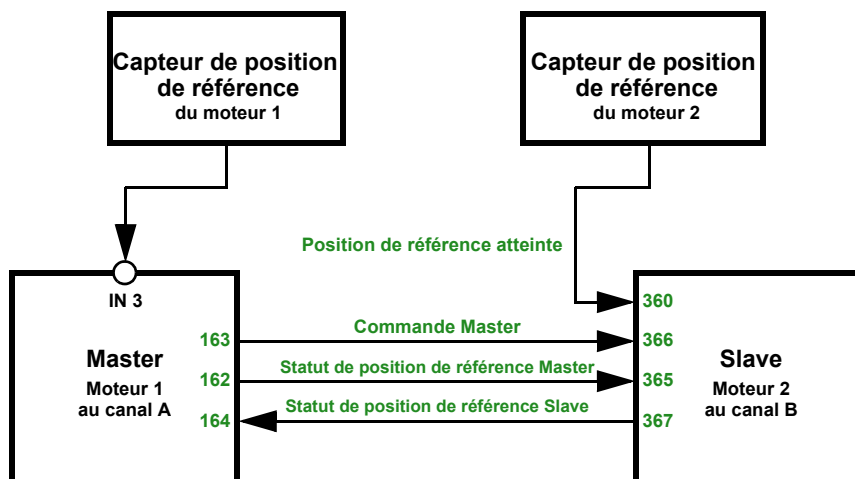 Capteur de position
de référence
du moteur 1
Capteur de position
de référence
du moteur 2
Position de référence atteinte
IN 3
360
163
Commande Master
366
Master
Slave
Statut de position de référence Master
162
365
Moteur 1
au canal A
Moteur 2
au canal B
Statut de position de référence Slave
164
367